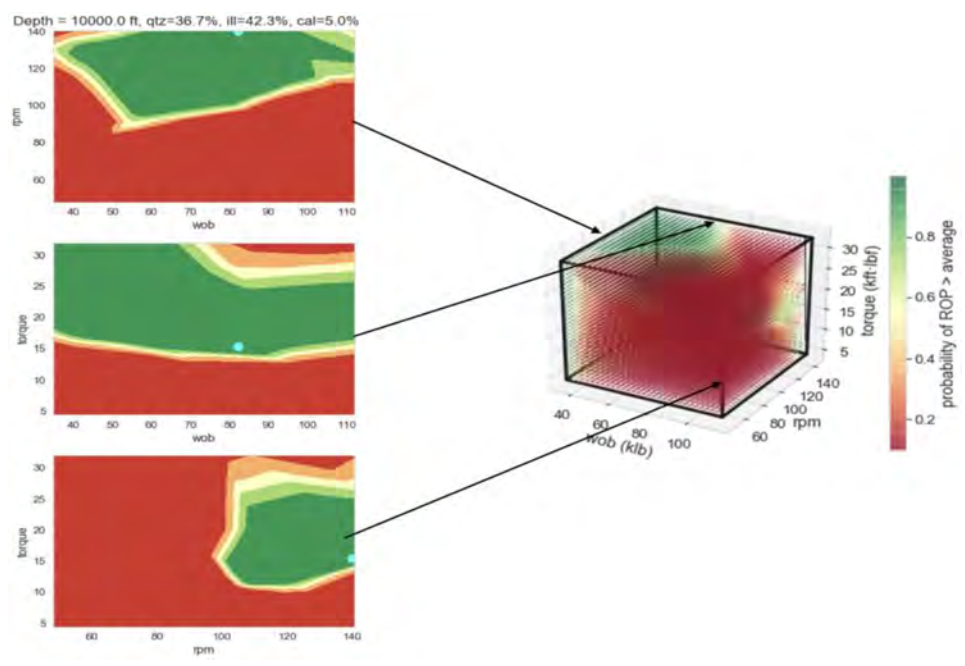 Depth = 10000.0 ft, qtz=36.7%, ill=42.3%, cal=5.0%
140
120
100
80
60
rpm
40 50 60 70 80 90 100 110
wob
30
25
20
15
10
5
torque
40 50 60 70 80 90 100 110
wob
30
25
20
15
10
5
torque
60 80 100 120 140
rpm
30
25
20
15
10
5
torque (kft·lbf)
140
120
100
80
60
rpm
40
60
80
100
wob (klb)
0.8
0.6
0.4
0.2
probability of ROP > average